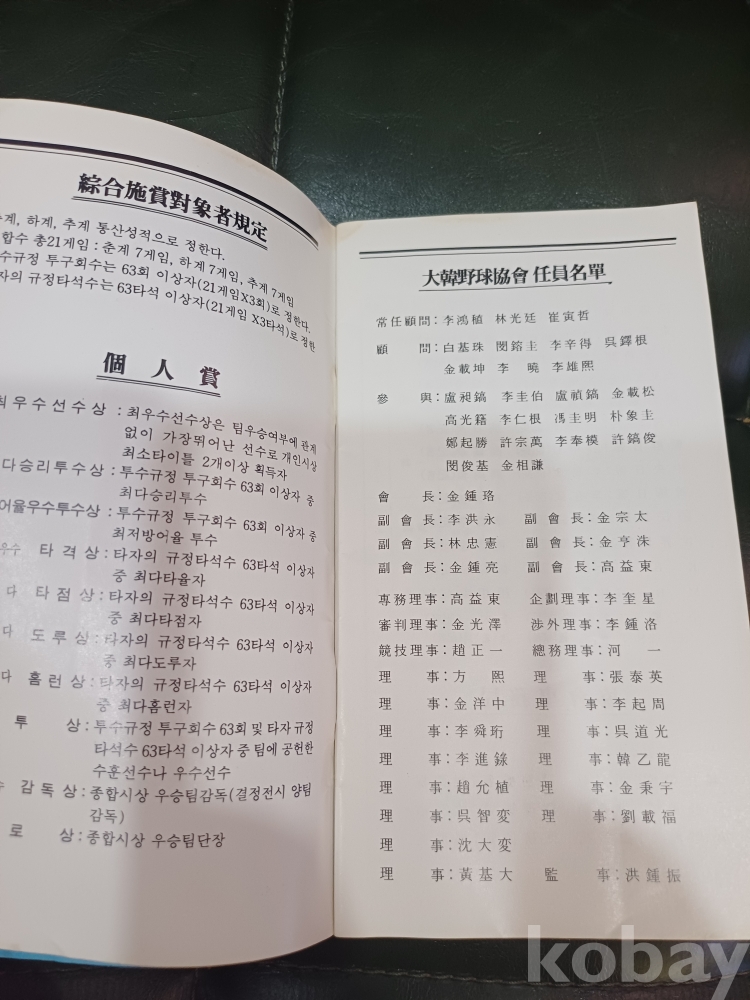 綜合施賞對象者規定
계, 하계, 추계 통산성적으로 정한다.
합수 총21게임 : 춘계 7게임, 하계 7게임, 추계 7게임
수규정 투구회수는 63회 이상자(21게임X3회)로 정한다.
자의 규정타석수는 63타석 이상자(21게임 X3타석)로 정한
個 人 賞
최우수선수상 : 최우수선수상은 팀우승여부에 관계
없이 가장뛰어난 선수로 개인시상
최소타이틀 2개이상 획득자
다승리투수상 : 투수규정 투구회수 63회 이상자 중
최다승리투수
어율우수투수상 : 투수규정 투구회수 63회 이상자 중
최저방어율 투수
우수 타격상 : 타자의 규정타석수 63타석 이상자
중 최다타율자
다 타점상 : 타자의 규정타석수 63타석 이상자
중 최다타점자
다 도루상 : 타자의 규정타석수 63타석 이상자
중 최다도루자
다 홈런상 : 타자의 규정타석수 63타석 이상자
중 최다홈런자
투 상 : 투수규정 투구회수 63회 및 타자 규정
타석수 63타석 이상자 중 팀에 공헌한
수훈선수나 우수선수
감독상 : 종합시상 우승팀감독(결정전시 양팀
감독)
로 상 : 종합시상 우승팀단장
大韓野球協會 任員名單
常任顧問 : 李鴻稙 林光廷 崔寅哲
顧 問 : 白基珠 閔鎔圭 李辛得 吳鐸根
金載坤 李 曉 李雄熙
參 與 : 盧昶鎬 李圭伯 盧禎鎬 金載松
高光籍 李仁根 馮圭明 朴象圭
鄭起勝 許宗萬 李奉模 許鎬俊
閔俊基 金相謙
會 長 : 金鍾珞
副會長 : 李洪永 副會長 : 金宗太
副會長 : 林忠憲 副會長 : 金亨洙
副會長 : 金鍾亮 副會長 : 高益東
專務理事 : 高益東 企劃理事 : 李奎星
審判理事 : 金光澤 涉外理事 : 李鍾洛
競技理事 : 趙正一 總務理事 : 河 一
理 事 : 方 熙 理 事 : 張泰英
理 事 : 金洋中 理 事 : 李起周
理 事 : 李舜珩 理 事 : 吳道光
理 事 : 李進錄 理 事 : 韓乙龍
理 事 : 趙允植 理 事 : 金秉宇
理 事 : 吳智变 理 事 : 劉載福
理 事 : 沈大变
理 事 : 黃基大 監 事 : 洪鍾振
kobay